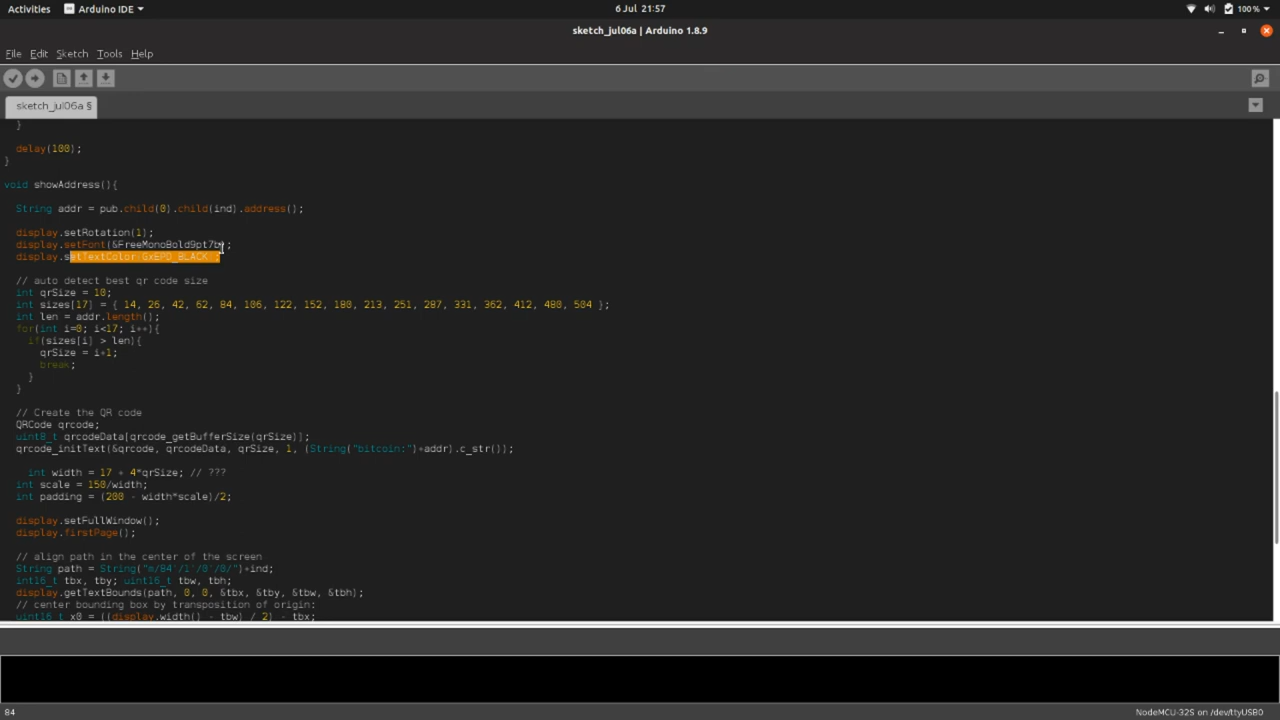 Activities Arduino IDE 6 Jul 21:57 100 %
sketch_jul06a | Arduino 1.8.9
File Edit Sketch Tools Help
sketch_jul06a §
}
delay(100);
}
void showAddress(){
String addr = pub.child(0).child(ind).address();
display.setRotation(1);
display.setFont(&FreeMonoBold9pt7b);
display.setTextColor(GxEPD_BLACK);
// auto detect best qr code size
int qrSize = 10;
int sizes[17] = { 14, 26, 42, 62, 84, 106, 122, 152, 180, 213, 251, 287, 331, 362, 412, 480, 504 };
int len = addr.length();
for(int i=0; i<17; i++){
if(sizes[i] > len){
qrSize = i+1;
break;
}
}
// Create the QR code
QRCode qrcode;
uint8_t qrcodeData[qrcode_getBufferSize(qrSize)];
qrcode_initText(&qrcode, qrcodeData, qrSize, 1, (String("bitcoin:")+addr).c_str());
int width = 17 + 4*qrSize; // ???
int scale = 150/width;
int padding = (200 - width*scale)/2;
display.setFullWindow();
display.firstPage();
// align path in the center of the screen
String path = String("m/84'/1'/0'/0/")+ind;
int16_t tbx, tby; uint16_t tbw, tbh;
display.getTextBounds(path, 0, 0, &tbx, &tby, &tbw, &tbh);
// center bounding box by transposition of origin:
uint16_t x0 = ((display.width() - tbw) / 2) - tbx;
84 NodeMCU-32S on /dev/ttyUSB0